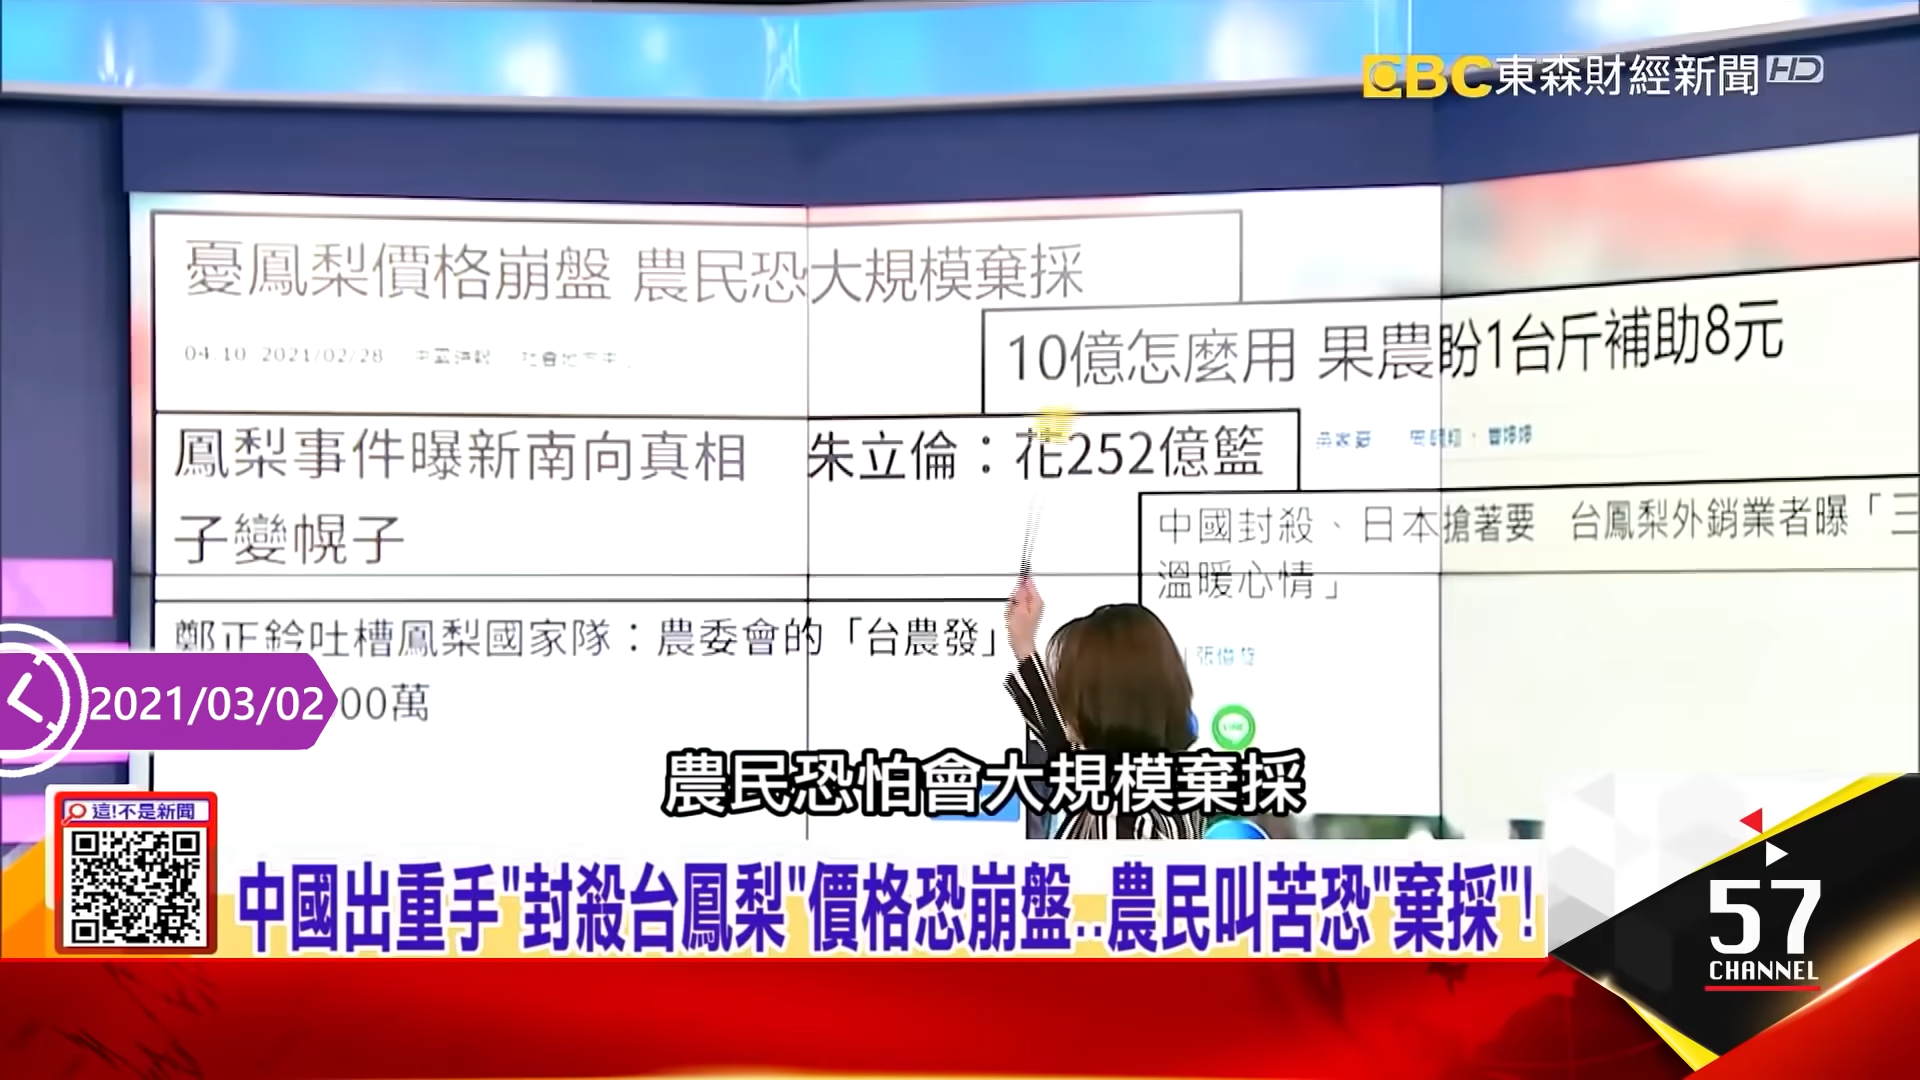 EBC東森財經新聞HD
憂鳳梨價格崩盤 農民恐大規模棄採
04:10 2021/02/28
10億怎麼用 果農盼1台斤補助8元
鳳梨事件曝新南向真相 朱立倫：花252億籃
子變幌子
中國封殺、日本搶著要 台鳳梨外銷業者曝「三
溫暖心情」
鄭正鈐吐槽鳳梨國家隊：農委會的「台農發」
00萬
2021/03/02
農民恐怕會大規模棄採
這!不是新聞
中國出重手"封殺台鳳梨"價格恐崩盤..農民叫苦恐"棄採"!
57
CHANNEL